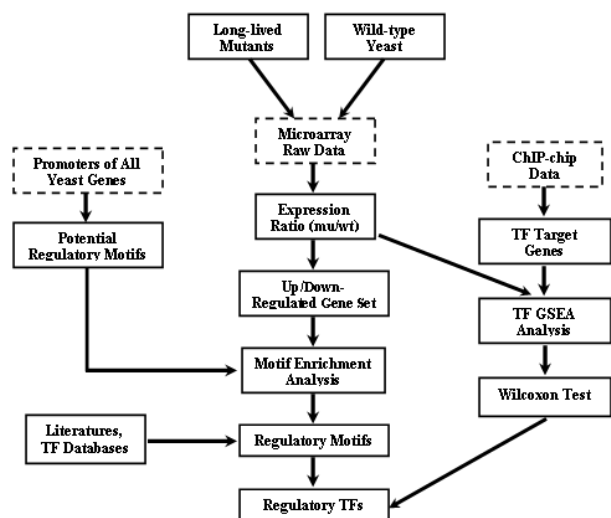 Long-lived
Mutants
Wild-type
Yeast
Microarray
Raw Data
Promoters of All
Yeast Genes
ChIP-chip
Data
Expression
Ratio (mu/wt)
Potential
Regulatory Motifs
TF Target
Genes
Up/Down-
Regulated Gene Set
TF GSEA
Analysis
Motif Enrichment
Analysis
Wilcoxon Test
Literatures,
TF Databases
Regulatory Motifs
Regulatory TFs